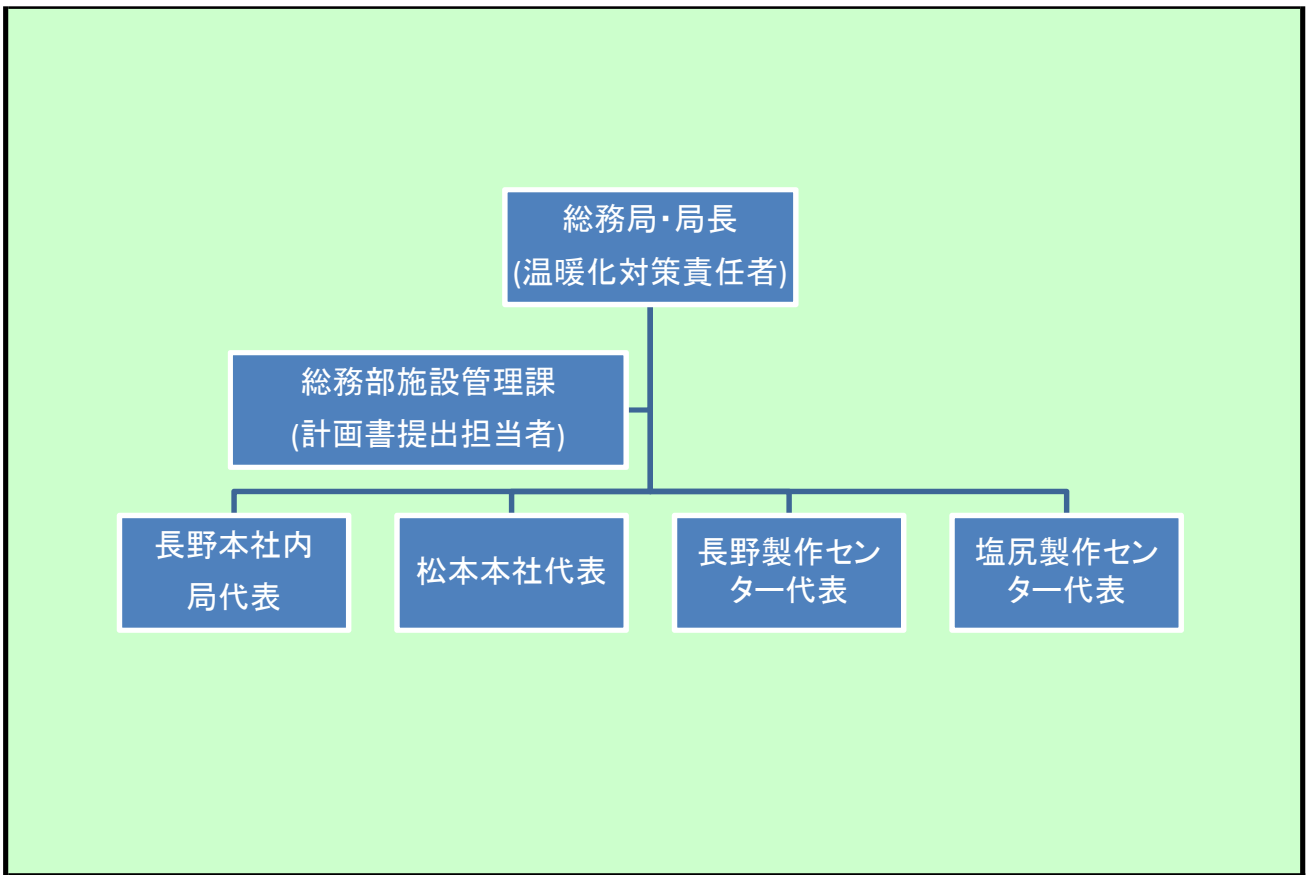 総務局・局長
(温暖化対策責任者)
総務部施設管理課
(計画書提出担当者)
長野本社内
局代表
松本本社代表
長野製作セン
ター代表
塩尻製作セン
ター代表